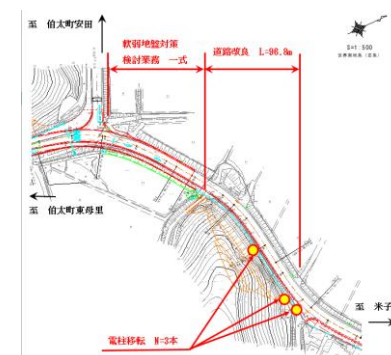 至 伯太町安田
軟弱地盤対策
検討業務 一式
道路改良 L=96.8m
S=1:500
至 伯太町東母里
至 米子
電柱移転 N=3本